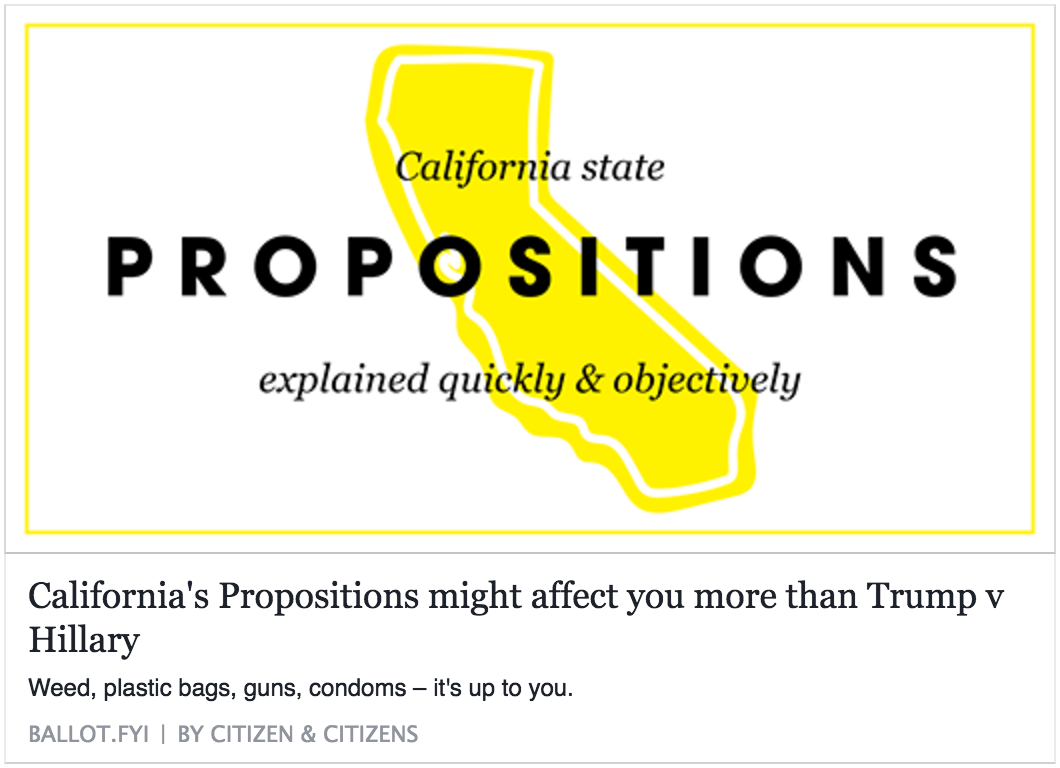 California state
PROPOSITIONS
explained quickly & objectively
California's Propositions might affect you more than Trump v
Hillary
Weed, plastic bags, guns, condoms – it's up to you.
BALLOT.FYI | BY CITIZEN & CITIZENS